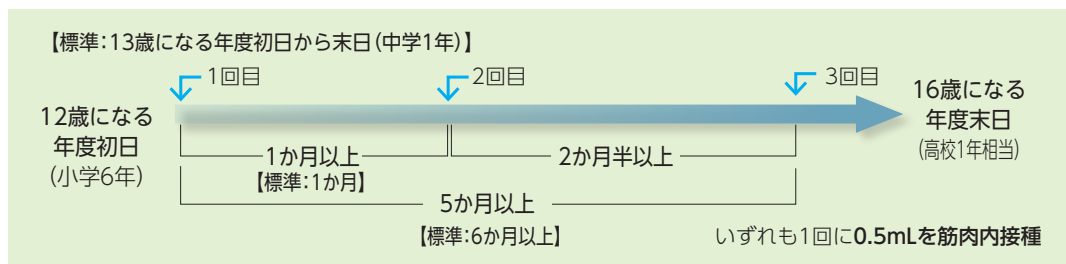 【標準:13歳になる年度初日から末日(中学1年)】
1回目
2回目
3回目
12歳になる
年度初日
(小学6年)
16歳になる
年度末日
(高校1年相当)
1か月以上
【標準:1か月】
2か月半以上
5か月以上
【標準:6か月以上】
いずれも1回に0.5mLを筋肉内接種